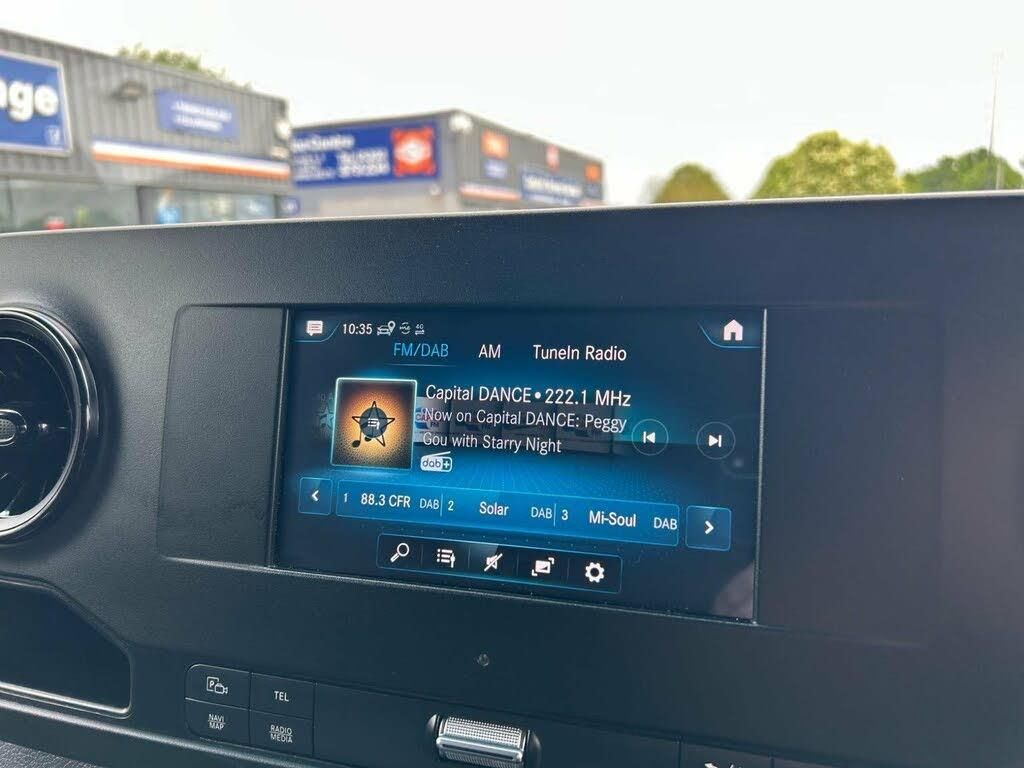 nge
10:35
4G
FM/DAB AM TuneIn Radio
Capital DANCE • 222.1 MHz
Now on Capital DANCE: Peggy
Gou with Starry Night
dab+
1 88.3 CFR DAB 2 Solar DAB 3 Mi-Soul DAB
P
TEL
NAVI
MAP
RADIO
MEDIA